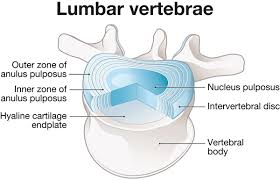 Lumbar vertebrae
Outer zone of
anulus pulposus
Inner zone of
anulus pulposus
Hyaline cartilage
endplate
Nucleus pulposus
Intervertebral disc
Vertebral
body